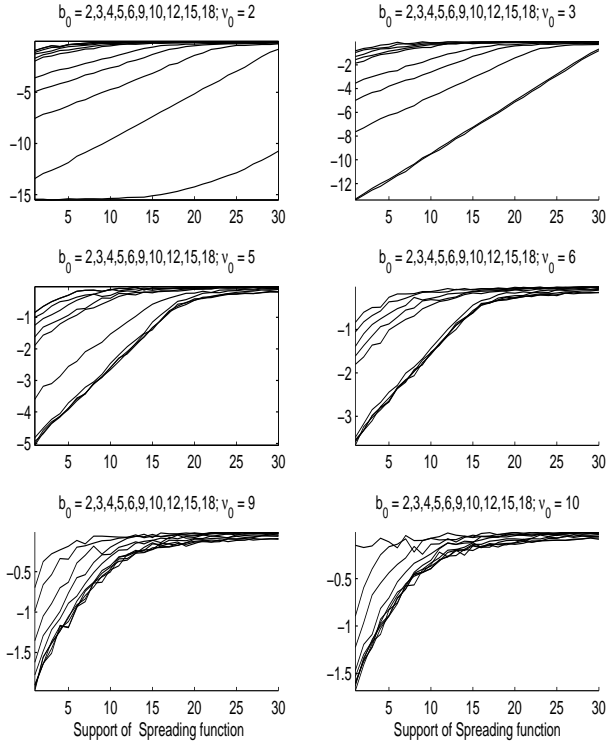 b₀ = 2,3,4,5,6,9,10,12,15,18; ν₀ = 2
b₀ = 2,3,4,5,6,9,10,12,15,18; ν₀ = 3
−5
−10
−15
5 10 15 20 25 30
−2
−4
−6
−8
−10
−12
5 10 15 20 25 30
b₀ = 2,3,4,5,6,9,10,12,15,18; ν₀ = 5
b₀ = 2,3,4,5,6,9,10,12,15,18; ν₀ = 6
−1
−2
−3
−4
−5
5 10 15 20 25 30
−1
−2
−3
5 10 15 20 25 30
b₀ = 2,3,4,5,6,9,10,12,15,18; ν₀ = 9
b₀ = 2,3,4,5,6,9,10,12,15,18; ν₀ = 10
−0.5
−1
−1.5
5 10 15 20 25 30
Support of Spreading function
−0.5
−1
−1.5
5 10 15 20 25 30
Support of Spreading function